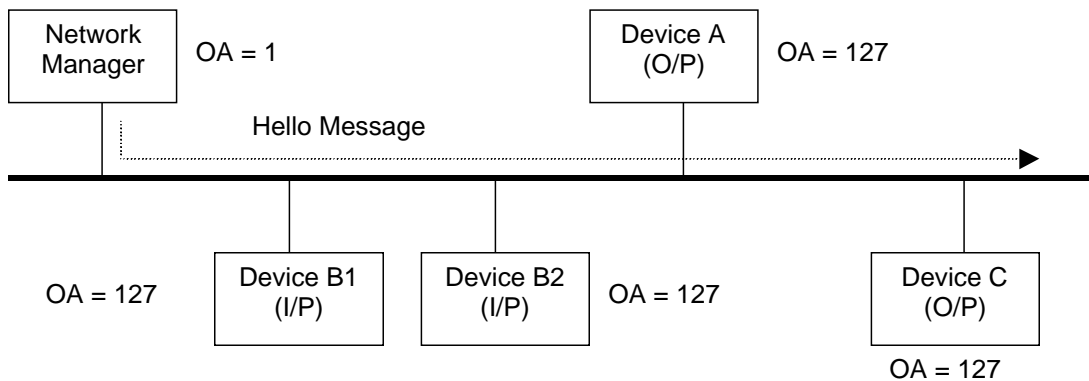 Network
Manager
OA = 1
Device A
(O/P)
OA = 127
Hello Message
OA = 127
Device B1
(I/P)
Device B2
(I/P)
OA = 127
Device C
(O/P)
OA = 127